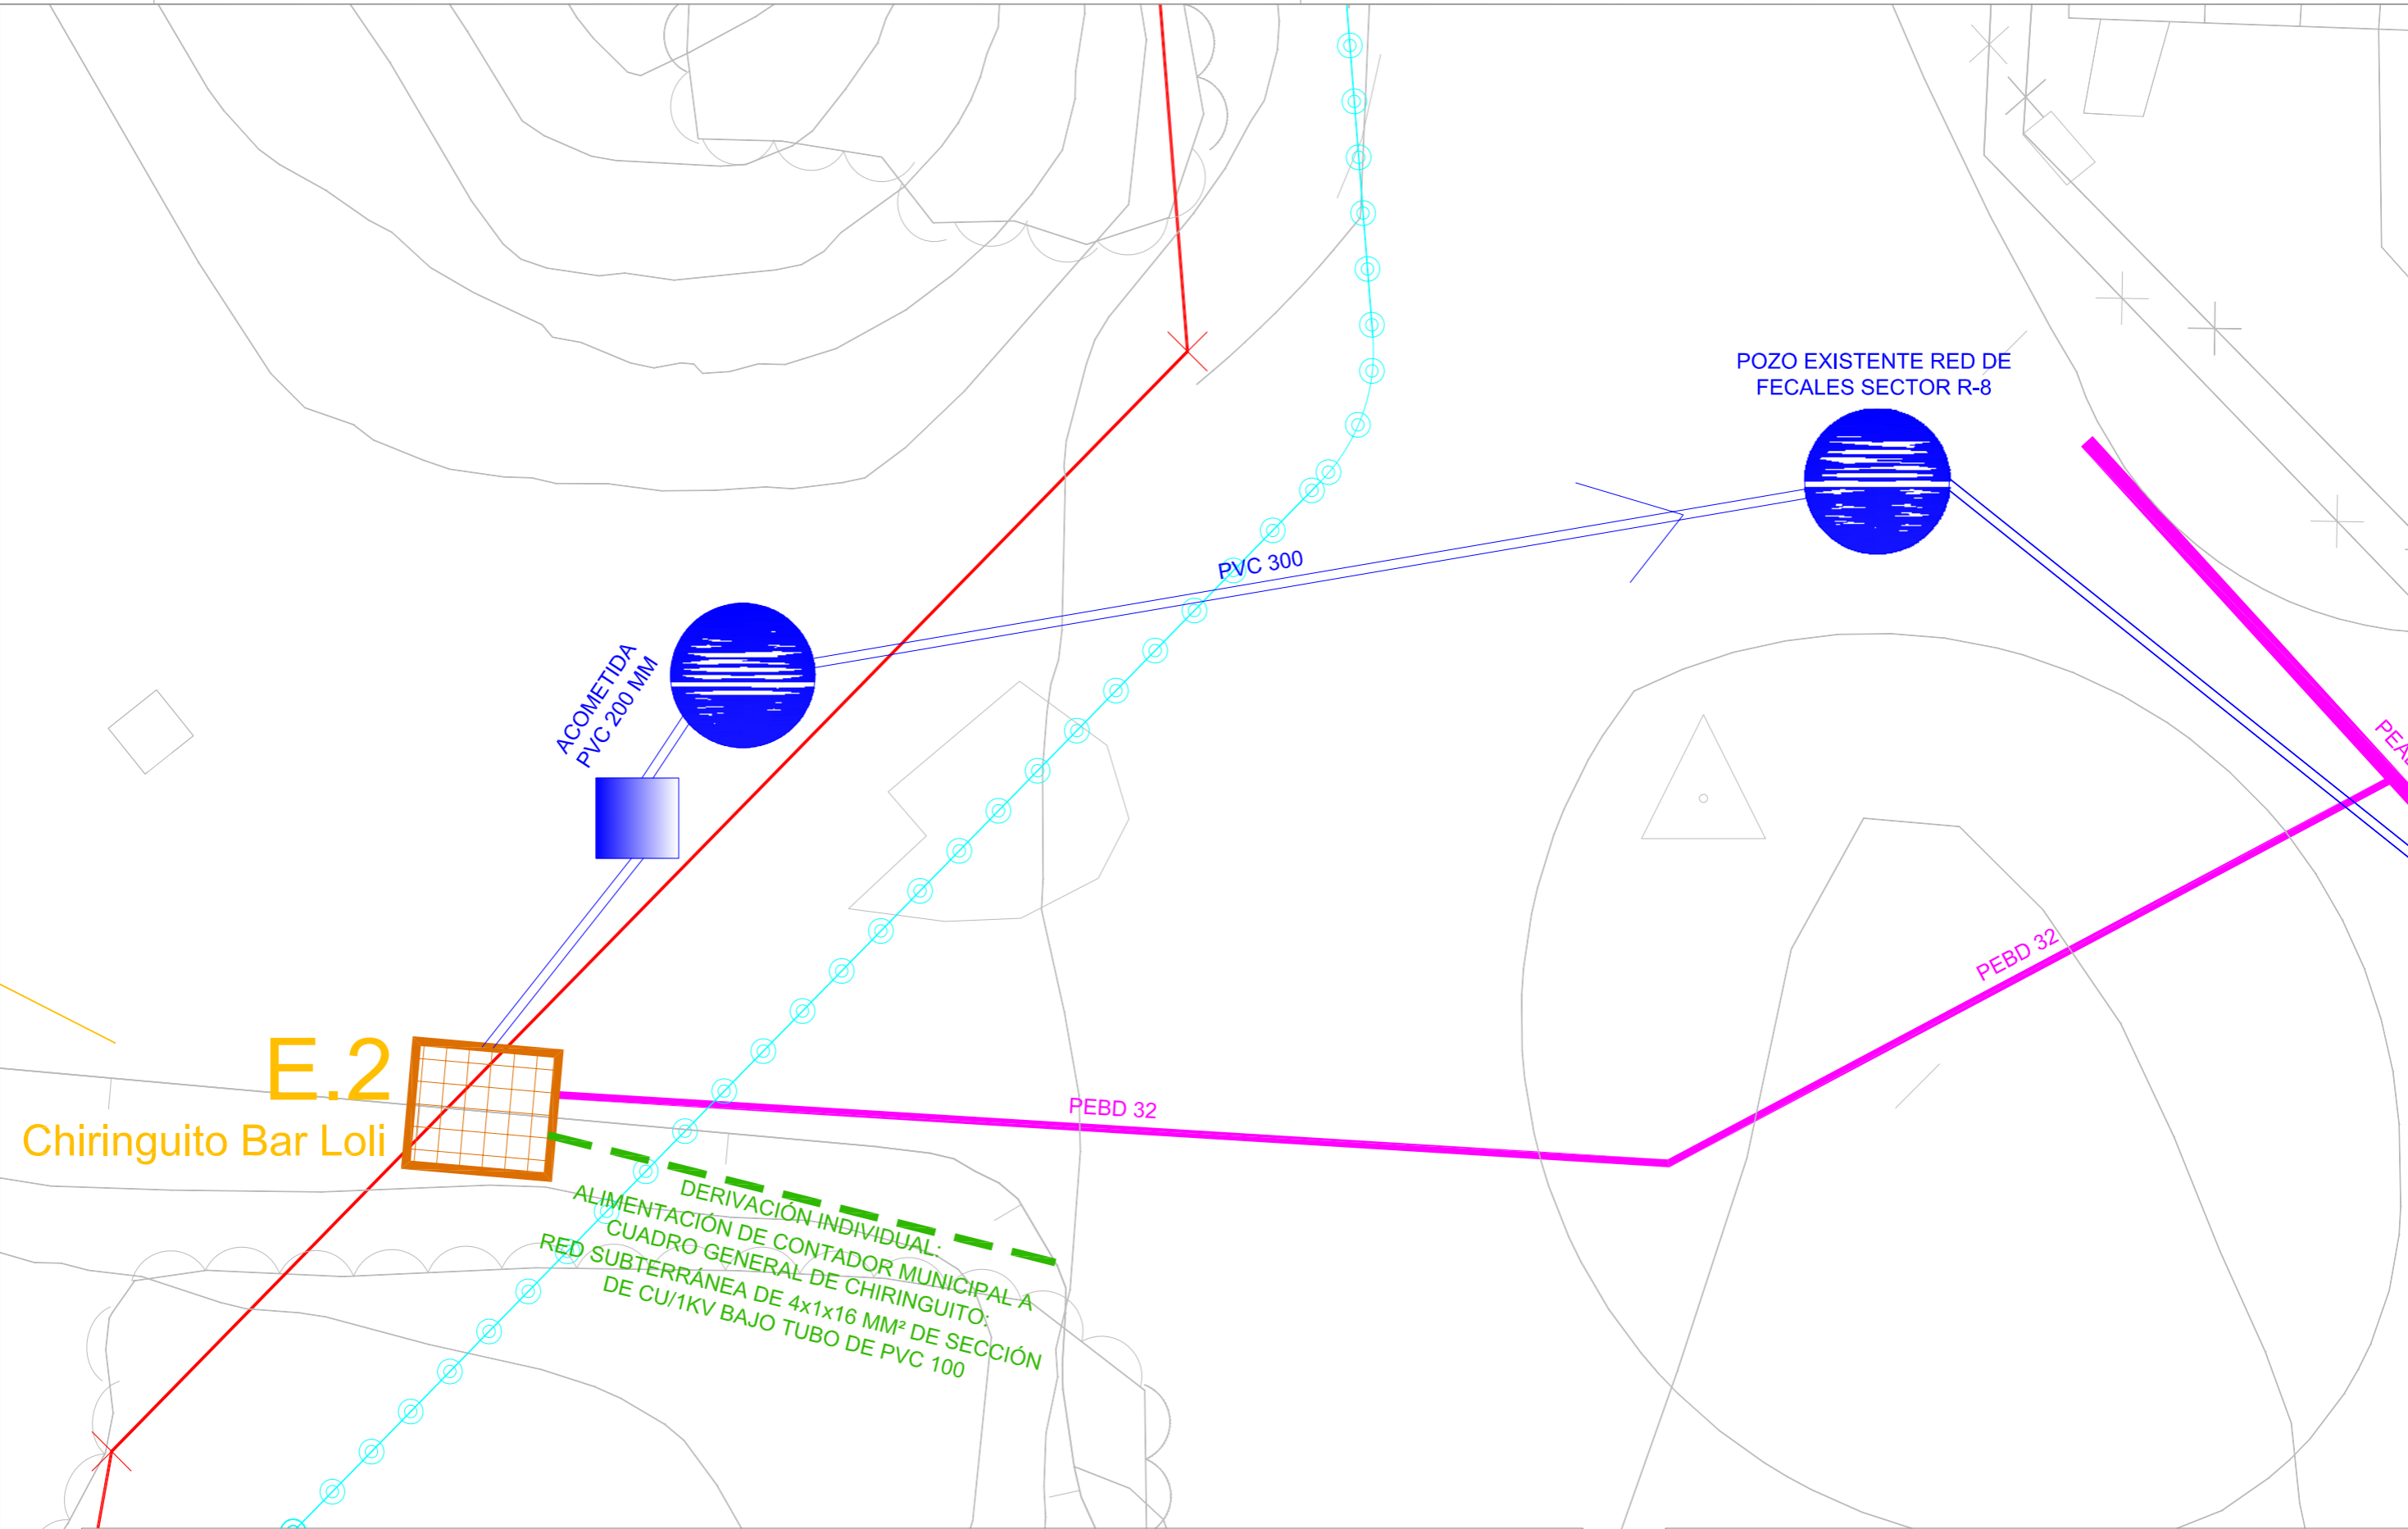 POZO EXISTENTE RED DE
FECALES SECTOR R-8
PVC 300
ACOMETIDA
PVC 200 MM
PEBD 32
E.2
Chiringuito Bar Loli
PEBD 32
DERIVACIÓN INDIVIDUAL:
ALIMENTACIÓN DE CONTADOR MUNICIPAL A
CUADRO GENERAL DE CHIRINGUITO:
RED SUBTERRÁNEA DE 4x1x16 MM² DE SECCIÓN
DE CU/1KV BAJO TUBO DE PVC 100